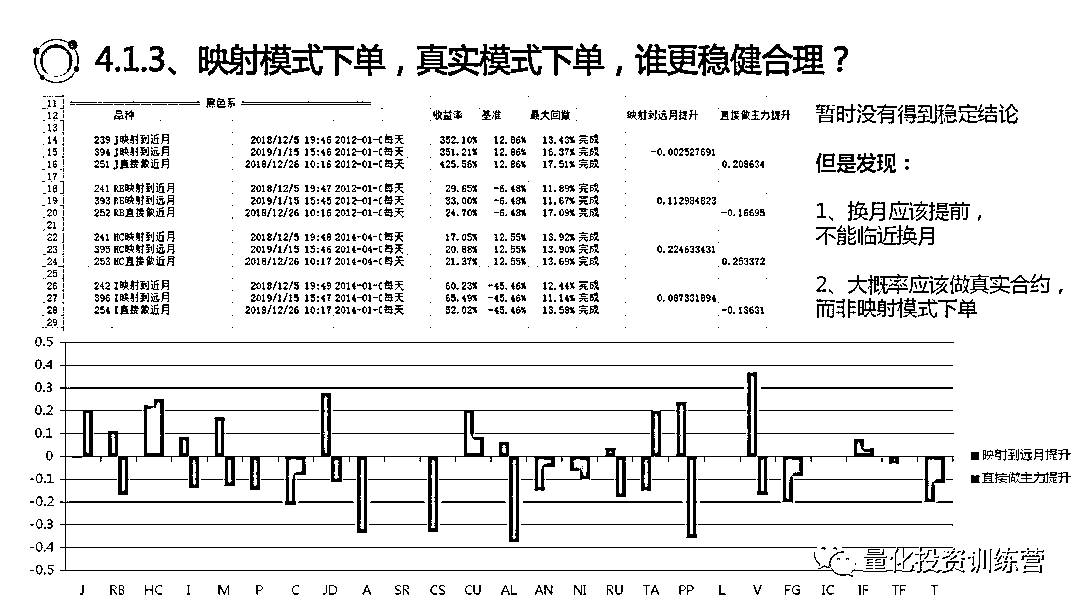 4.1.3、映射模式下单，真实模式下单，谁更稳健合理？
11 黑色系
12 品种 收益率 基准 最大回撤 映射到远月提升 直接做主力提升
13
14 239 J映射到近月 2018/12/5 19:46 2012-01-0 每天 352.10% 12.86% 13.43% 完成
15 394 J映射到远月 2019/1/15 15:46 2012-01-0 每天 351.21% 12.86% 16.37% 完成 -0.002527691
16 251 J直接做近月 2018/12/26 10:16 2012-01-0 每天 425.56% 12.86% 17.51% 完成 0.208634
17
18 241 RB映射到近月 2018/12/5 19:47 2012-01-0 每天 29.65% -6.48% 11.89% 完成
19 393 RB映射到远月 2019/1/15 15:45 2012-01-0 每天 33.00% -6.48% 11.67% 完成 0.112984823
20 252 RB直接做近月 2018/12/26 10:16 2012-01-0 每天 24.70% -6.48% 17.09% 完成 -0.16695
21
22 241 HC映射到近月 2018/12/5 19:48 2014-04-0 每天 17.05% 12.55% 13.92% 完成
23 395 HC映射到远月 2019/1/15 15:46 2014-04-0 每天 20.88% 12.55% 13.90% 完成 0.224633431
24 253 HC直接做近月 2018/12/26 10:17 2014-04-0 每天 21.37% 12.55% 13.69% 完成 0.253372
25
26 242 I映射到近月 2018/12/5 19:49 2014-01-0 每天 60.23% -45.46% 12.44% 完成
27 396 I映射到远月 2019/1/15 15:47 2014-01-0 每天 65.49% -45.46% 11.14% 完成 0.087331894
28 254 I直接做近月 2018/12/26 10:17 2014-01-0 每天 52.02% -45.46% 13.59% 完成 -0.13631
29
暂时没有得到稳定结论
但是发现：
1、换月应该提前，
不能临近换月
2、大概率应该做真实合约，
而非映射模式下单
0.5
0.4
0.3
0.2
0.1
0
-0.1
-0.2
-0.3
-0.4
-0.5
J RB HC I M P C JD A SR CS CU AL AN NI RU TA PP L V FG IC IF TF T
映射到远月提升
直接做主力提升
量化投资训练营